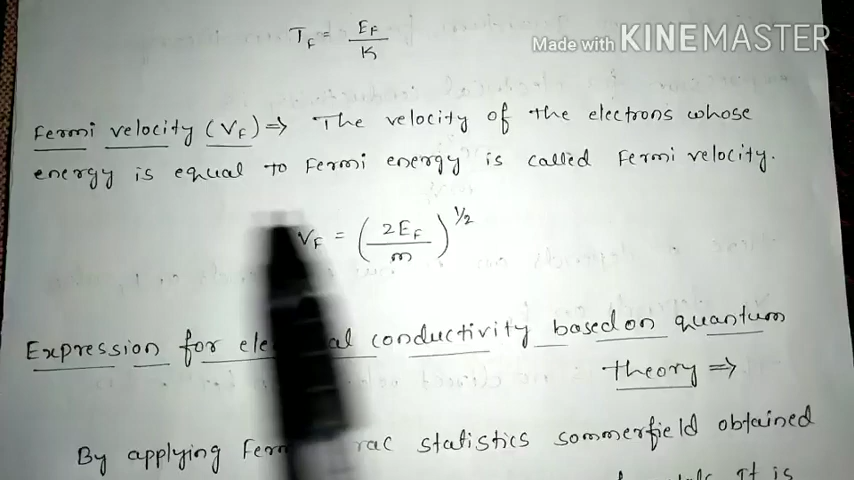 T_F = E_F / K
Made with KINEMASTER
Fermi velocity (V_F) ⇒ The velocity of the electrons whose
energy is equal to Fermi energy is called Fermi velocity.
V_F = (2E_F / m)^1/2
Expression for conductivity based on quantum
theory ⇒
By applying statistics sommerfield obtained
It is